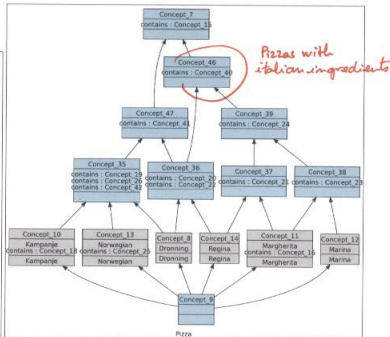 Concept_7
contains : Concept_15
Concept_46
contains : Concept_40
Pizzas with
italian ingredients
Concept_47
contains : Concept_41
Concept_39
contains : Concept_24
Concept_35
contains : Concept_19
contains : Concept_26
contains : Concept_42
Concept_36
contains : Concept_20
contains : Concept_22
Concept_37
contains : Concept_21
Concept_38
contains : Concept_23
Concept_10
Kampanje
contains : Concept_18
Kampanje
Concept_13
Norwegian
contains : Concept_25
Norwegian
Concept_8
Dronning
Dronning
Concept_14
Regina
Regina
Concept_11
Margherita
contains : Concept_16
Margherita
Concept_12
Marina
Marina
Concept_9
Pizza